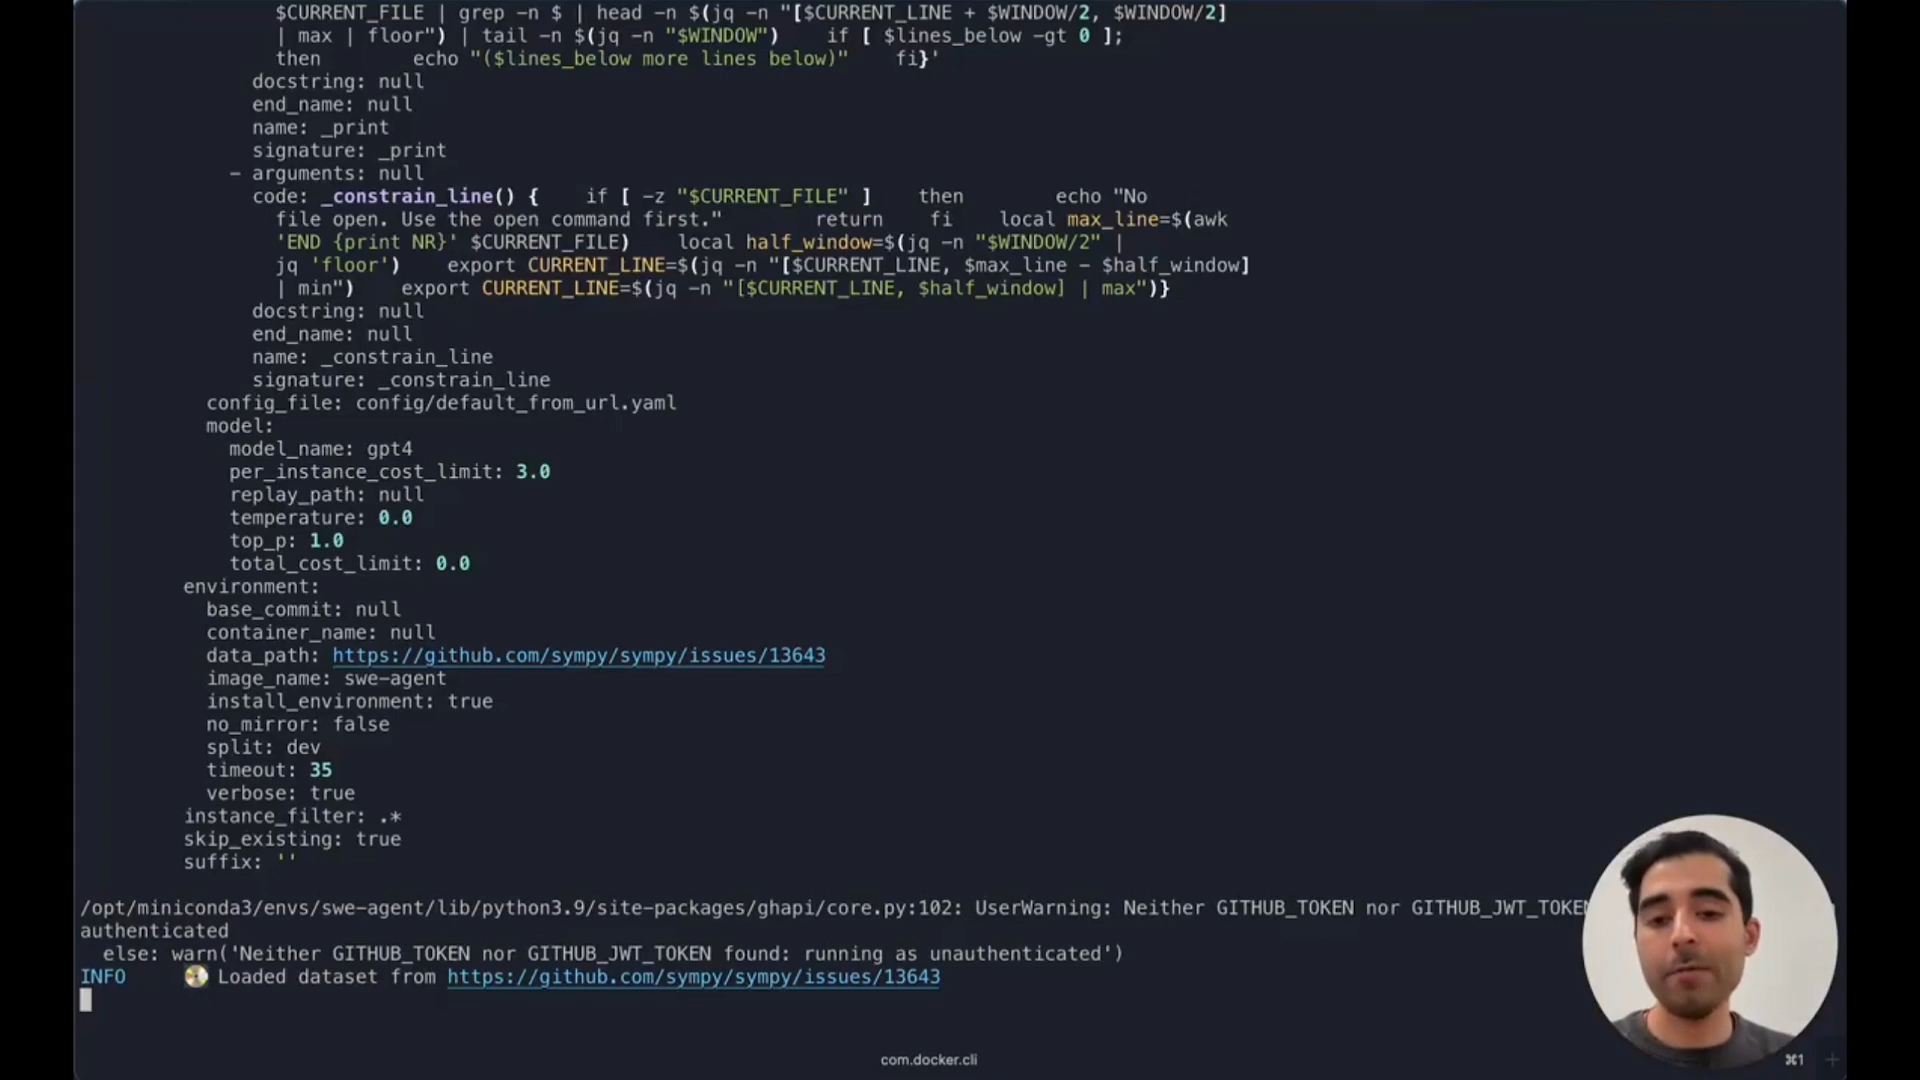 $CURRENT_FILE | grep -n $ | head -n $(jq -n "[$CURRENT_LINE + $WINDOW/2, $WINDOW/2]
| max | floor") | tail -n $(jq -n "$WINDOW")    if [ $lines_below -gt 0 ];
then        echo "($lines_below more lines below)"    fi}'
docstring: null
end_name: null
name: _print
signature: _print
- arguments: null
code: _constrain_line() {    if [ -z "$CURRENT_FILE" ]    then        echo "No
file open. Use the open command first."        return    fi    local max_line=$(awk
'END {print NR}' $CURRENT_FILE)    local half_window=$(jq -n "$WINDOW/2" |
jq 'floor')    export CURRENT_LINE=$(jq -n "[$CURRENT_LINE, $max_line - $half_window]
| min")    export CURRENT_LINE=$(jq -n "[$CURRENT_LINE, $half_window] | max")}
docstring: null
end_name: null
name: _constrain_line
signature: _constrain_line
config_file: config/default_from_url.yaml
model:
model_name: gpt4
per_instance_cost_limit: 3.0
replay_path: null
temperature: 0.0
top_p: 1.0
total_cost_limit: 0.0
environment:
base_commit: null
container_name: null
data_path: https://github.com/sympy/sympy/issues/13643
image_name: swe-agent
install_environment: true
no_mirror: false
split: dev
timeout: 35
verbose: true
instance_filter: .*
skip_existing: true
suffix: ''
/opt/miniconda3/envs/swe-agent/lib/python3.9/site-packages/ghapi/core.py:102: UserWarning: Neither GITHUB_TOKEN nor GITHUB_JWT_TOKEN
authenticated
else: warn('Neither GITHUB_TOKEN nor GITHUB_JWT_TOKEN found: running as unauthenticated')
INFO 💽 Loaded dataset from https://github.com/sympy/sympy/issues/13643
com.docker.cli
⌘1 +